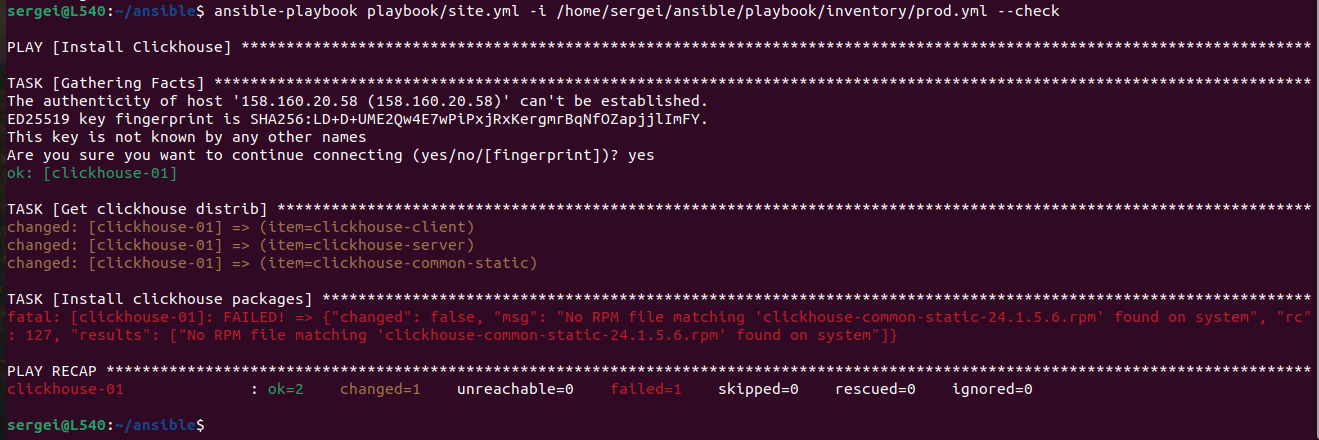 sergei@L540:~/ansible$ ansible-playbook playbook/site.yml -i /home/sergei/ansible/playbook/inventory/prod.yml --check
PLAY [Install Clickhouse] ***********************************************************************************************************************
TASK [Gathering Facts] **************************************************************************************************************************
The authenticity of host '158.160.20.58 (158.160.20.58)' can't be established.
ED25519 key fingerprint is SHA256:LD+D+UME2Qw4E7wPiPxjRxKergmrBqNfOZapjjlImFY.
This key is not known by any other names
Are you sure you want to continue connecting (yes/no/[fingerprint])? yes
ok: [clickhouse-01]
TASK [Get clickhouse distrib] *******************************************************************************************************************
changed: [clickhouse-01] => (item=clickhouse-client)
changed: [clickhouse-01] => (item=clickhouse-server)
changed: [clickhouse-01] => (item=clickhouse-common-static)
TASK [Install clickhouse packages] **************************************************************************************************************
fatal: [clickhouse-01]: FAILED! => {"changed": false, "msg": "No RPM file matching 'clickhouse-common-static-24.1.5.6.rpm' found on system", "rc"
: 127, "results": ["No RPM file matching 'clickhouse-common-static-24.1.5.6.rpm' found on system"]}
PLAY RECAP **************************************************************************************************************************************
clickhouse-01              : ok=2    changed=1    unreachable=0    failed=1    skipped=0    rescued=0    ignored=0
sergei@L540:~/ansible$